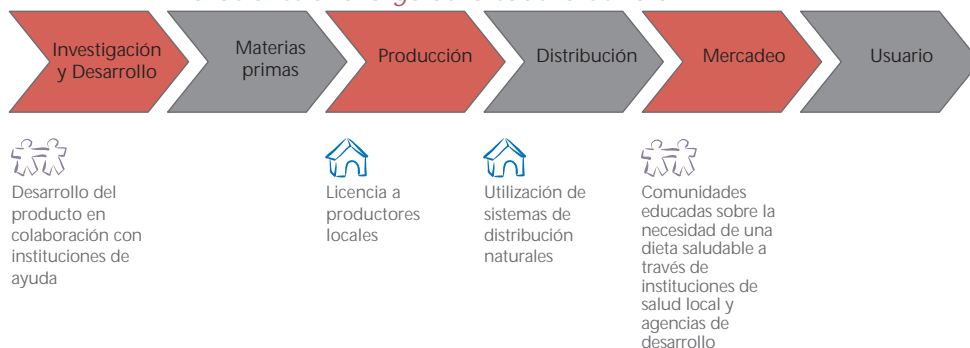 Investigación
y Desarrollo
Materias
primas
Producción
Distribución
Mercadeo
Usuario
Desarrollo del
producto en
colaboración con
instituciones de
ayuda
Licencia a
productores
locales
Utilización de
sistemas de
distribución
naturales
Comunidades
educadas sobre la
necesidad de una
dieta saludable a
través de
instituciones de
salud local y
agencias de
desarrollo